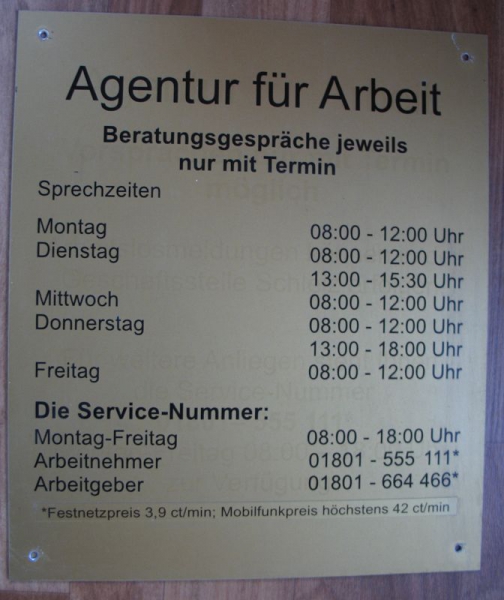 Agentur für Arbeit
Beratungsgespräche jeweils
nur mit Termin
Sprechzeiten
Montag 08:00 - 12:00 Uhr
Dienstag 08:00 - 12:00 Uhr
13:00 - 15:30 Uhr
Mittwoch 08:00 - 12:00 Uhr
Donnerstag 08:00 - 12:00 Uhr
13:00 - 18:00 Uhr
Freitag 08:00 - 12:00 Uhr
Die Service-Nummer:
Montag-Freitag 08:00 - 18:00 Uhr
Arbeitnehmer 01801 - 555 111*
Arbeitgeber 01801 - 664 466*
*Festnetzpreis 3,9 ct/min; Mobilfunkpreis höchstens 42 ct/min